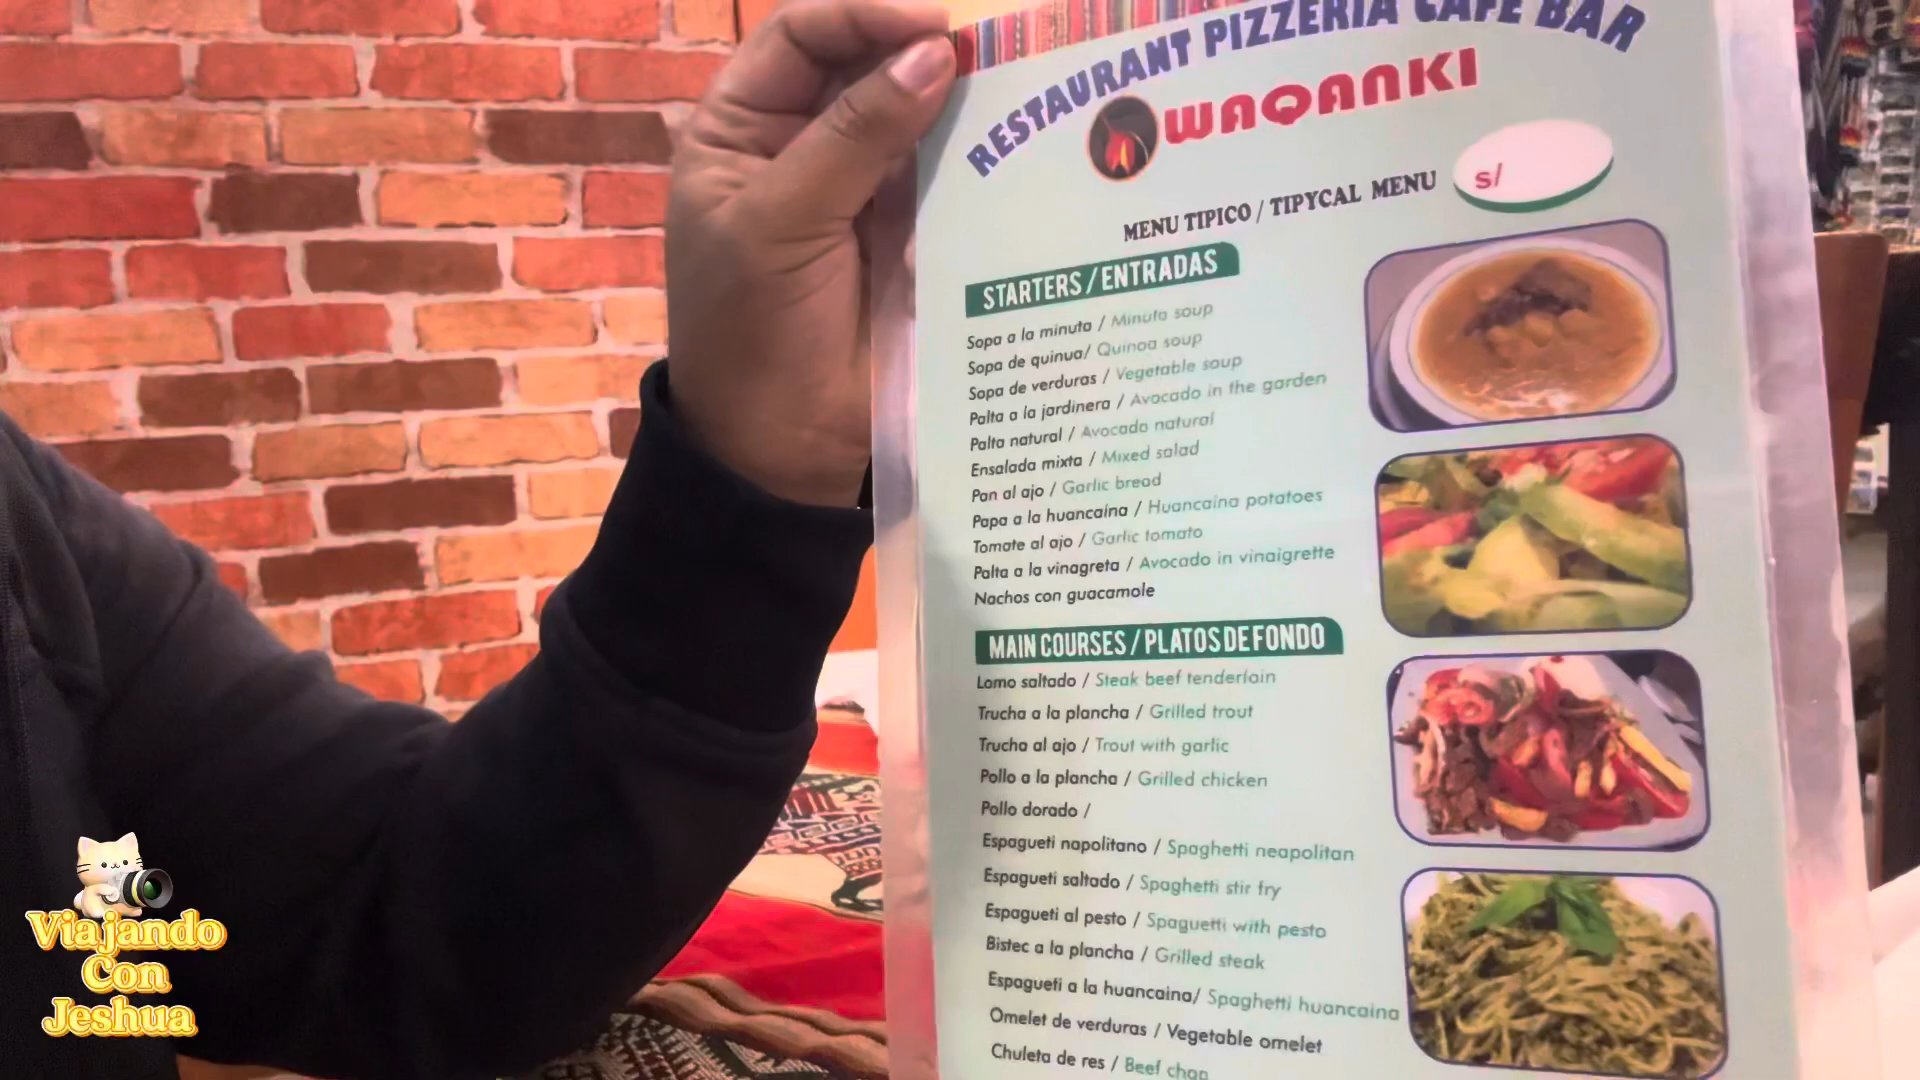 RESTAURANT PIZZERIA CAFE BAR
WAQANKI
MENU TIPICO / TIPYCAL MENU
s/
STARTERS / ENTRADAS
Sopa a la minuta / Minuta soup
Sopa de quinua/ Quinoa soup
Sopa de verduras / Vegetable soup
Palta a la jardinera / Avocado in the garden
Palta natural / Avocado natural
Ensalada mixta / Mixed salad
Pan al ajo / Garlic bread
Papa a la huancaína / Huancaina potatoes
Tomate al ajo / Garlic tomato
Palta a la vinagreta / Avocado in vinaigrette
Nachos con guacamole
MAIN COURSES / PLATOS DE FONDO
Lomo saltado / Steak beef tenderloin
Trucha a la plancha / Grilled trout
Trucha al ajo / Trout with garlic
Pollo a la plancha / Grilled chicken
Pollo dorado /
Espagueti napolitano / Spaghetti neapolitan
Espagueti saltado / Spaghetti stir fry
Espagueti al pesto / Spaguetti with pesto
Bistec a la plancha / Grilled steak
Espagueti a la huancaina/ Spaghetti huancaina
Omelet de verduras / Vegetable omelet
Chuleta de res / Beef chop
Viajando
Con
Jeshua